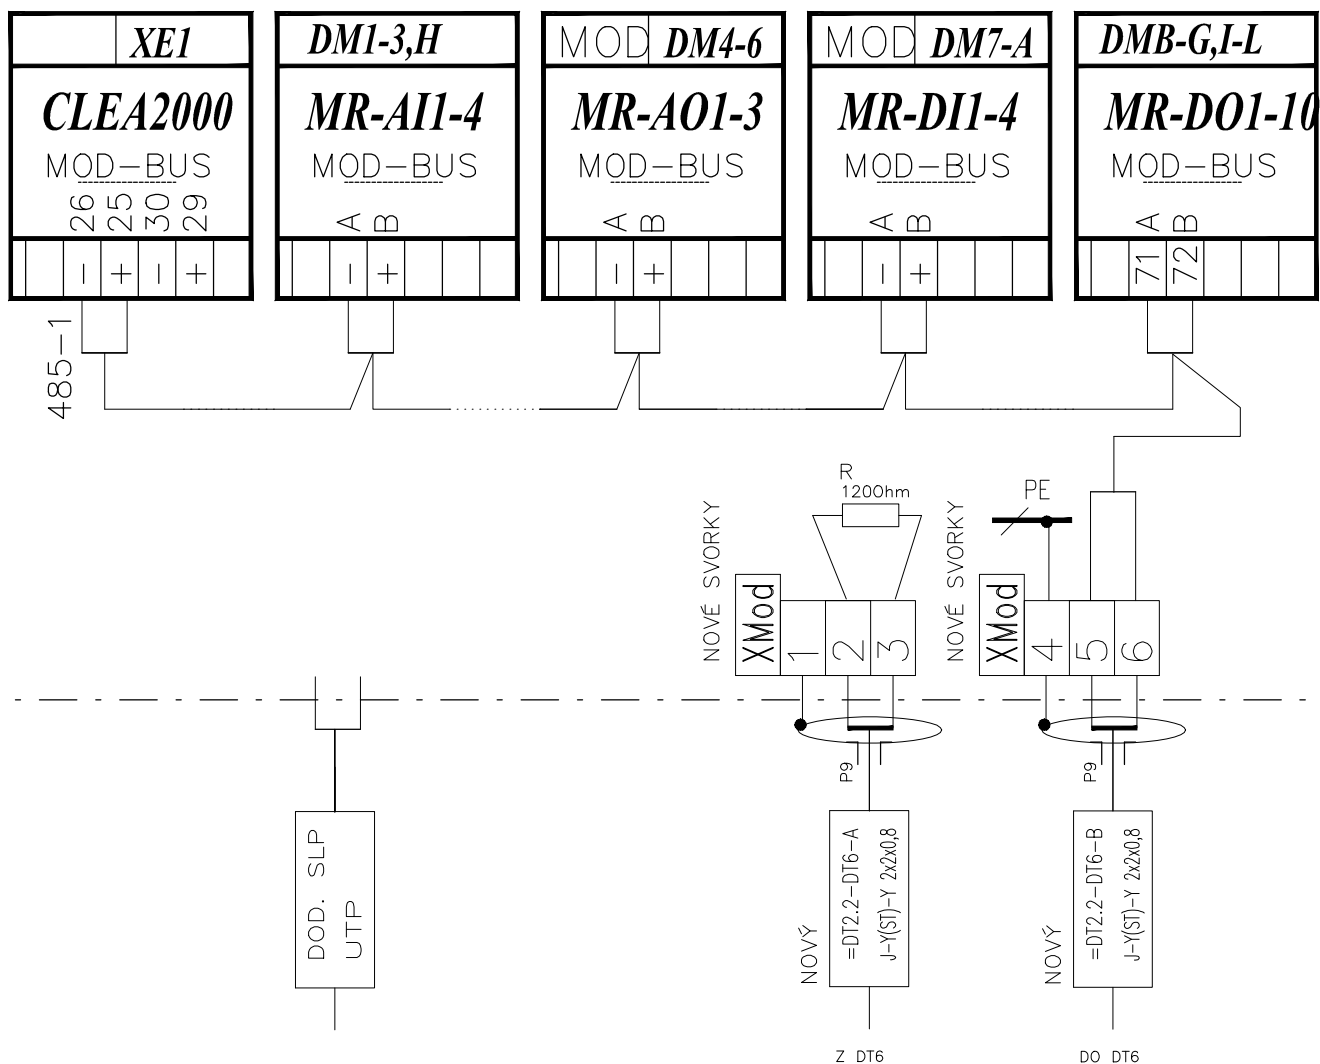 XE1
CLEA2000
MOD-BUS
26
25
30
29
- + - +
485-1
DM1-3,H
MR-AI1-4
MOD-BUS
A
B
- +
MOD DM4-6
MR-AO1-3
MOD-BUS
A
B
- +
MOD DM7-A
MR-DI1-4
MOD-BUS
A
B
- +
DMB-G,I-L
MR-DO1-10
MOD-BUS
A
B
71
72
R
120Ohm
NOVÉ SVORKY
XMod
1
2
3
PE
NOVÉ SVORKY
XMod
4
5
6
P9
P9
DOD. SLP
UTP
NOVÝ
=DT2.2-DT6-A
J-Y(ST)-Y 2x2x0,8
Z DT6
NOVÝ
=DT2.2-DT6-B
J-Y(ST)-Y 2x2x0,8
DO DT6